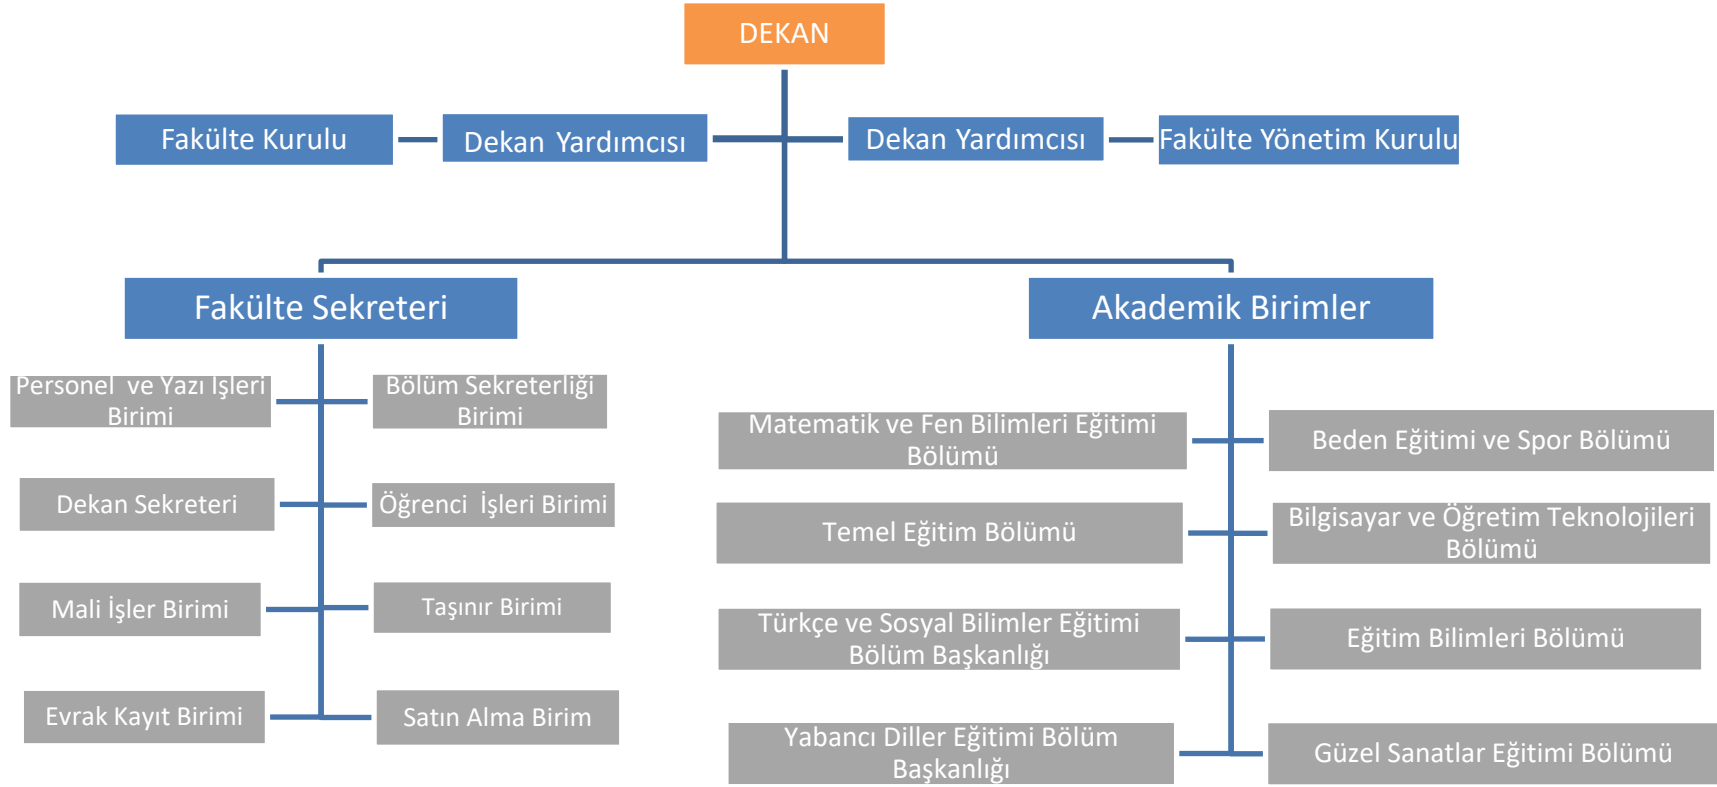 DEKAN
Fakülte Kurulu
Dekan Yardımcısı
Dekan Yardımcısı
Fakülte Yönetim Kurulu
Fakülte Sekreteri
Akademik Birimler
Personel ve Yazı İşleri
Birimi
Bölüm Sekreterliği
Birimi
Dekan Sekreteri
Öğrenci İşleri Birimi
Mali İşler Birimi
Taşınır Birimi
Evrak Kayıt Birimi
Satın Alma Birim
Matematik ve Fen Bilimleri Eğitimi
Bölümü
Beden Eğitimi ve Spor Bölümü
Temel Eğitim Bölümü
Bilgisayar ve Öğretim Teknolojileri
Bölümü
Türkçe ve Sosyal Bilimler Eğitimi
Bölüm Başkanlığı
Eğitim Bilimleri Bölümü
Yabancı Diller Eğitimi Bölüm
Başkanlığı
Güzel Sanatlar Eğitimi Bölümü